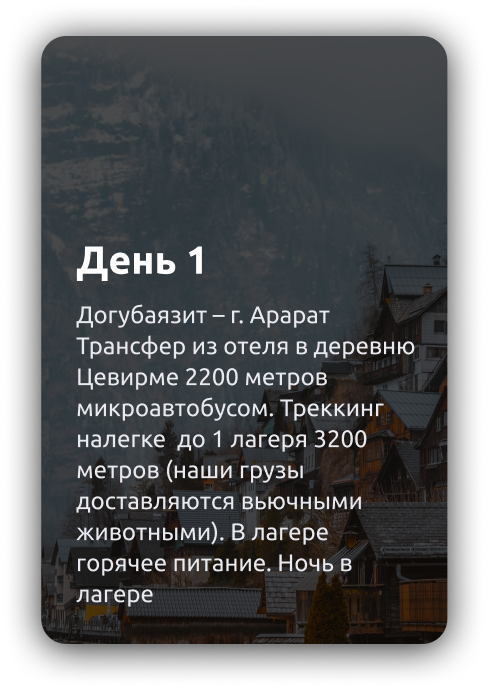 День 1
Догубаязит – г. Арарат
Трансфер из отеля в деревню
Цевирме 2200 метров
микроавтобусом. Треккинг
налегке  до 1 лагеря 3200
метров (наши грузы
доставляются вьючными
животными). В лагере
горячее питание. Ночь в
лагере